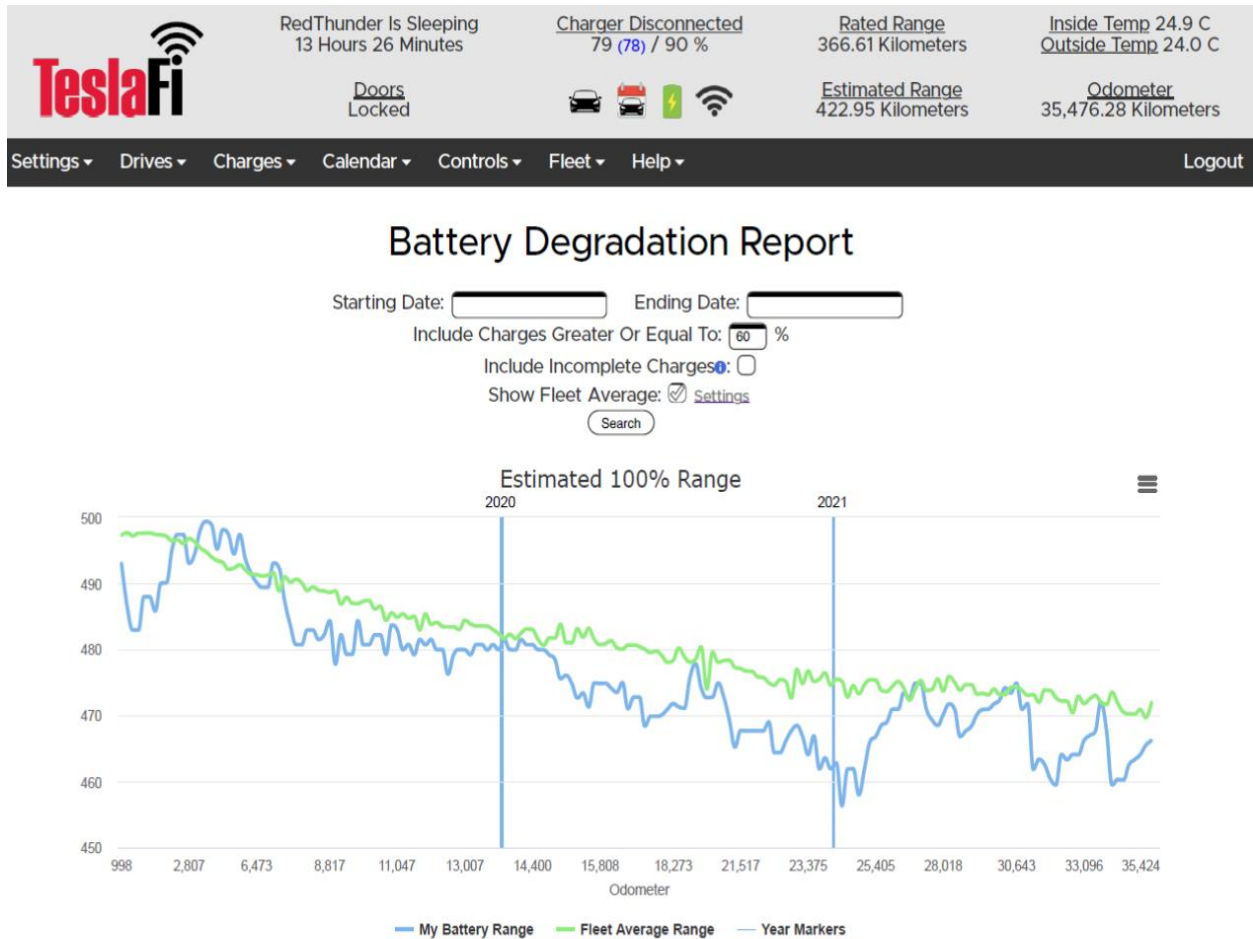 TeslaFi
RedThunder Is Sleeping
13 Hours 26 Minutes
Doors
Locked
Charger Disconnected
79 (78) / 90 %
Rated Range
366.61 Kilometers
Estimated Range
422.95 Kilometers
Inside Temp 24.9 C
Outside Temp 24.0 C
Odometer
35,476.28 Kilometers
Settings Drives Charges Calendar Controls Fleet Help Logout
Battery Degradation Report
Starting Date: Ending Date:
Include Charges Greater Or Equal To: 60 %
Include Incomplete Charges:
Show Fleet Average: Settings
Search
Estimated 100% Range
2020 2021
500
490
480
470
460
450
998 2,807 6,473 8,817 11,047 13,007 14,400 15,808 18,273 21,517 23,375 25,405 28,018 30,643 33,096 35,424
Odometer
My Battery Range Fleet Average Range Year Markers